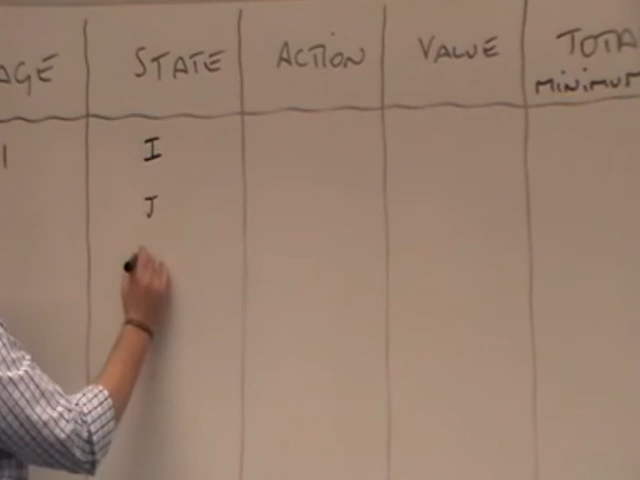 AGE STATE ACTION VALUE TOTA
MINIMUM
1 I
J